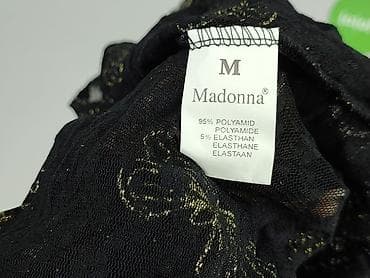 M
Madonna®
95% POLYAMID
POLYAMIDE
5% ELASTHAN
ELASTHANE
ELASTAAN